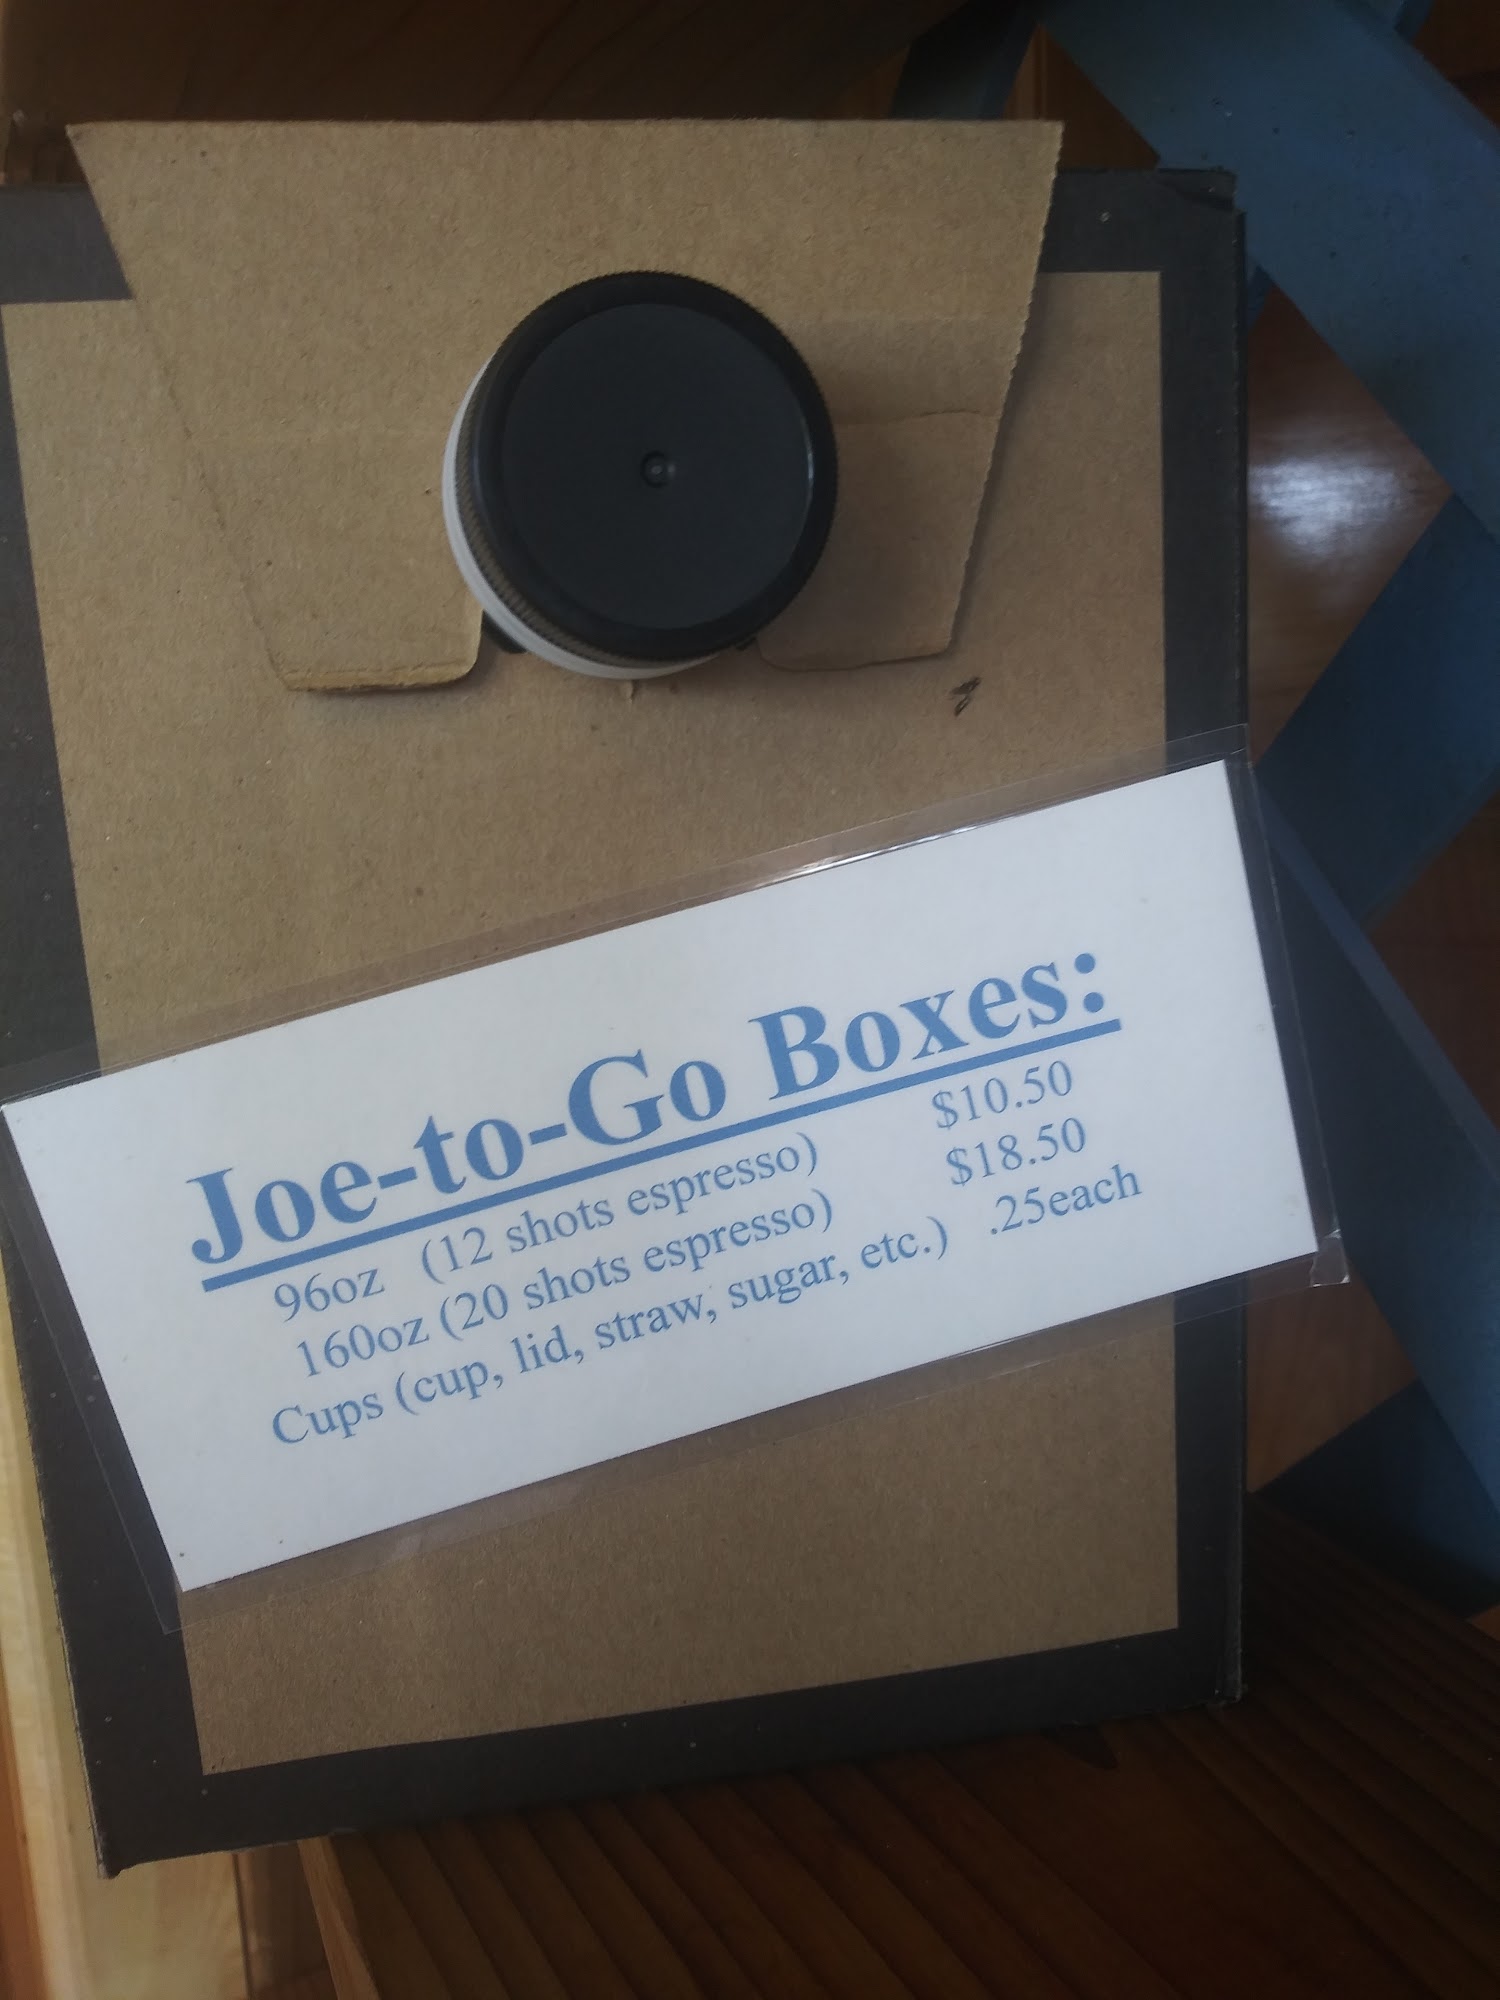 Joe-to-Go Boxes:
96oz (12 shots espresso) $10.50
160oz (20 shots espresso) $18.50
Cups (cup, lid, straw, sugar, etc.) .25each